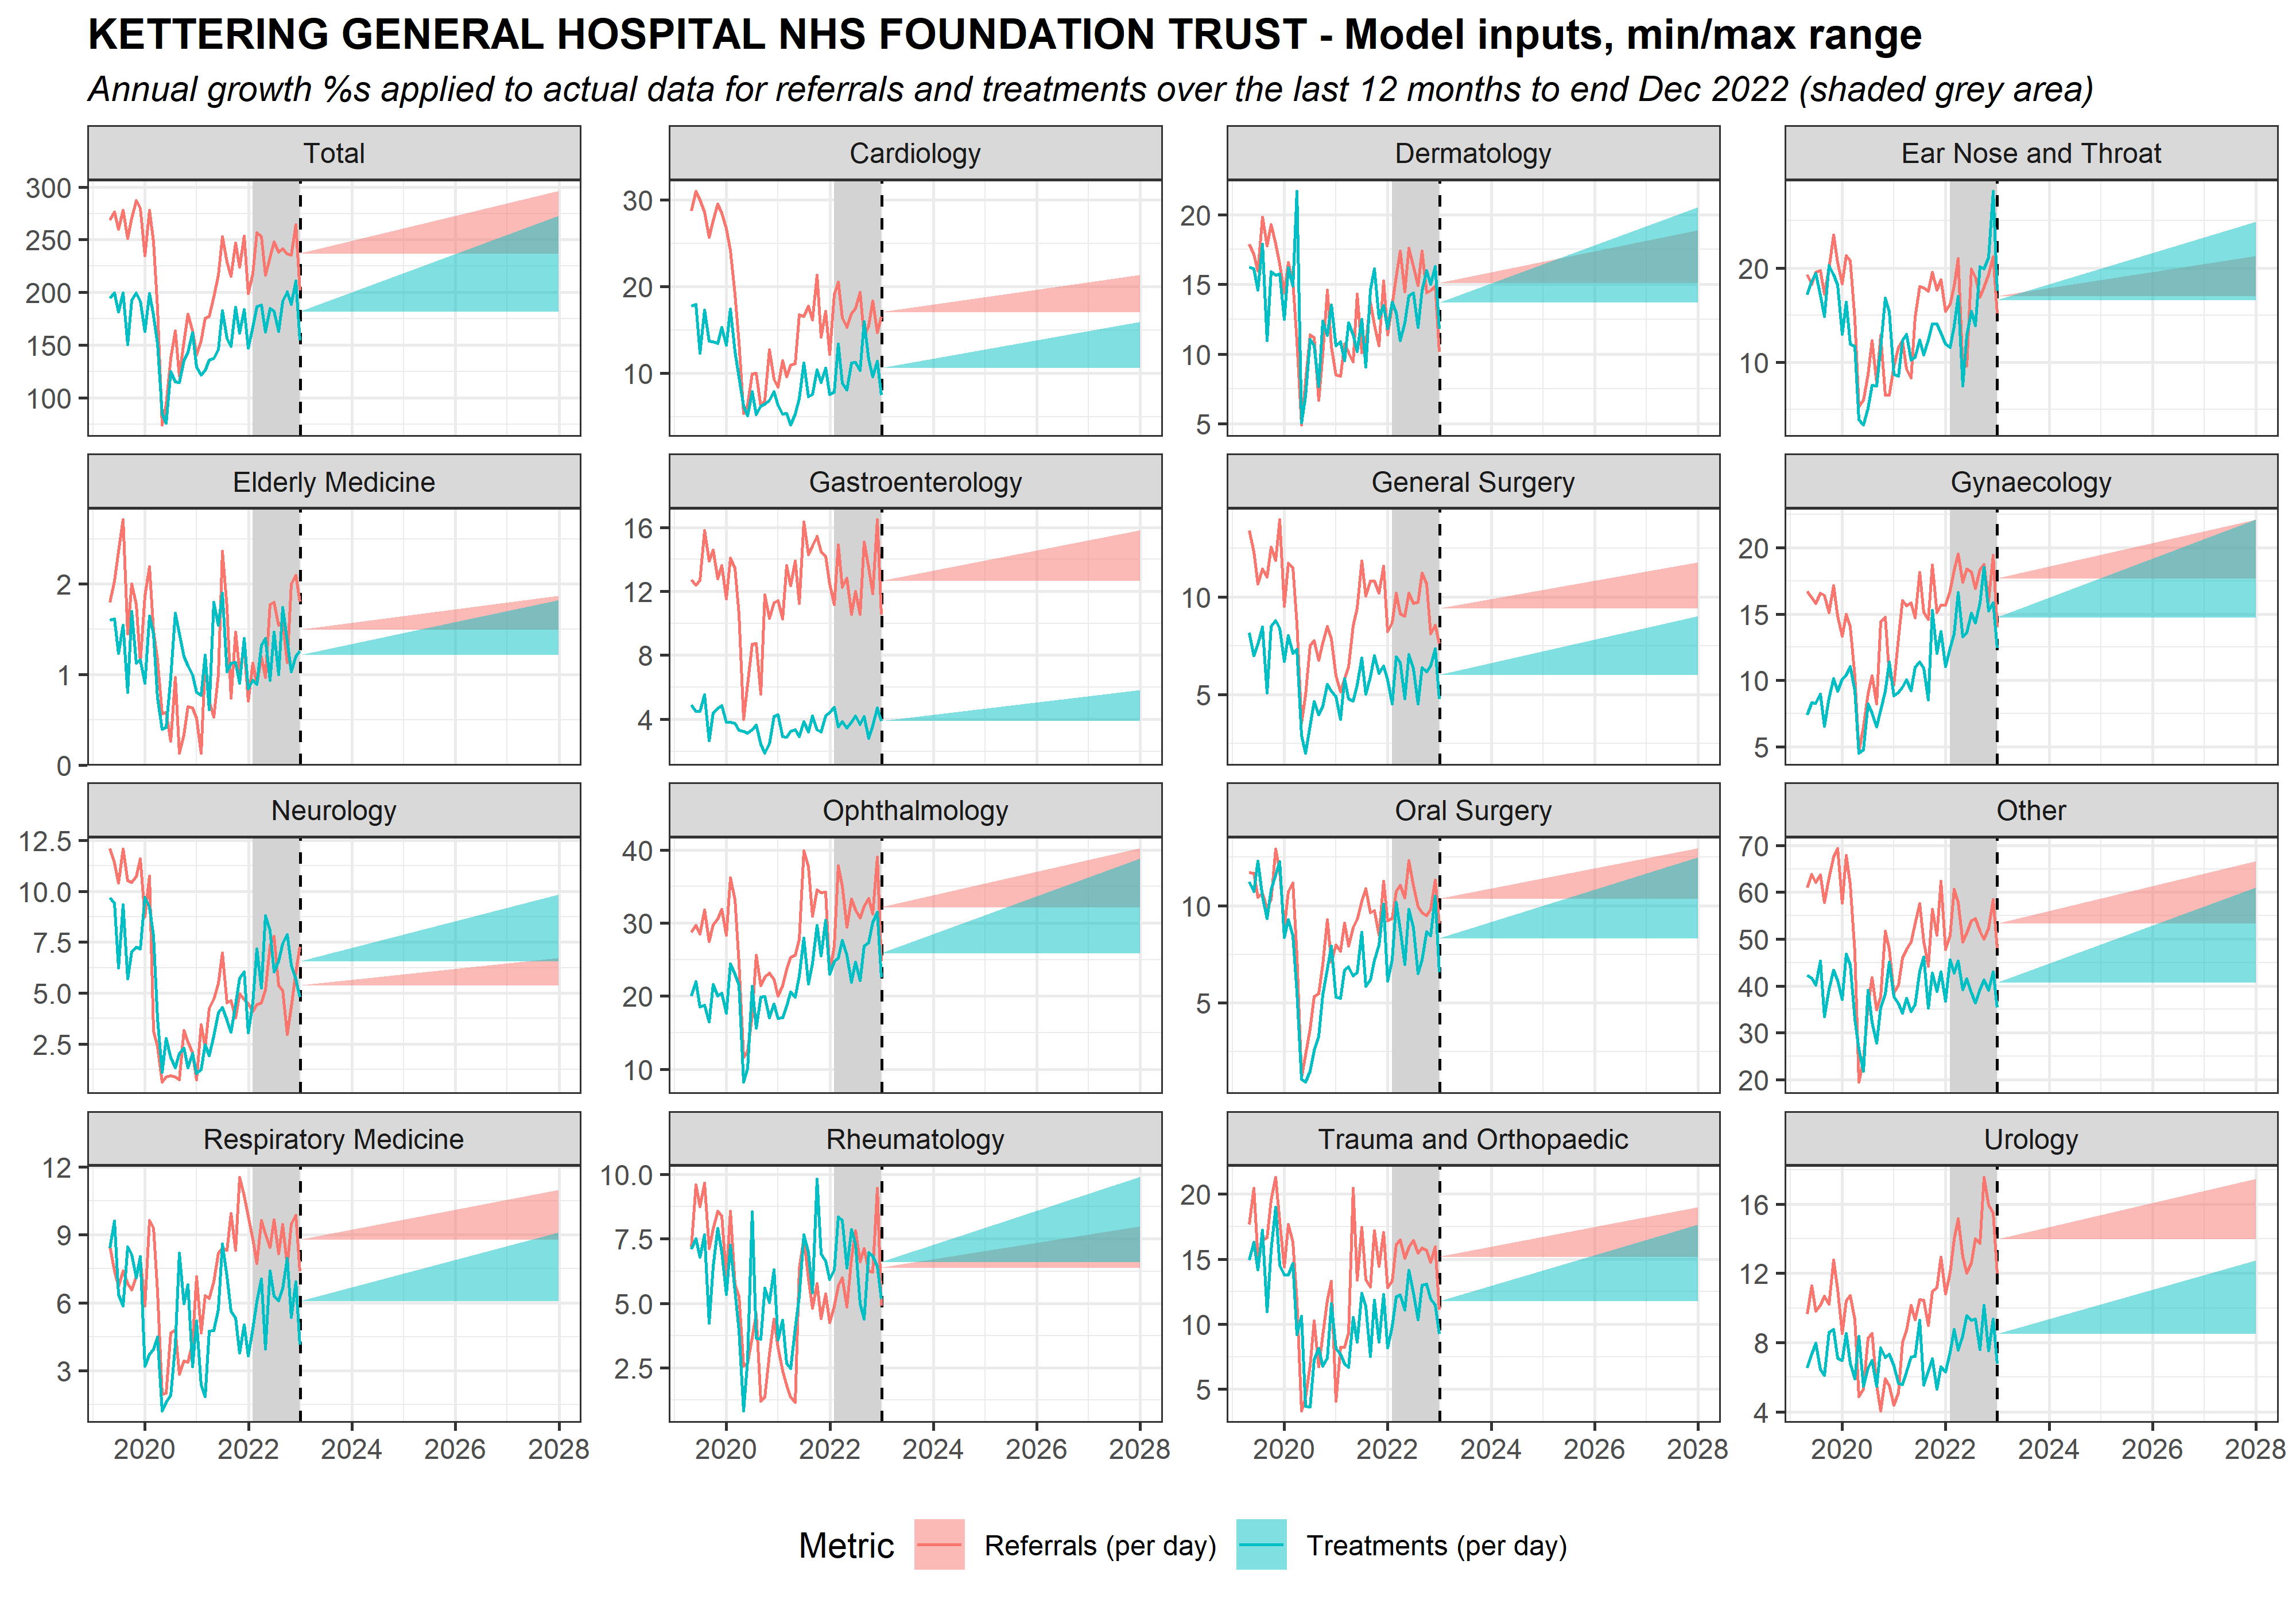 KETTERING GENERAL HOSPITAL NHS FOUNDATION TRUST - Model inputs, min/max range
Annual growth %s applied to actual data for referrals and treatments over the last 12 months to end Dec 2022 (shaded grey area)
Total
300
250
200
150
100
Cardiology
30
20
10
Dermatology
20
15
10
5
Ear Nose and Throat
20
10
Elderly Medicine
2
1
0
Gastroenterology
16
12
8
4
General Surgery
10
5
Gynaecology
20
15
10
5
Neurology
12.5
10.0
7.5
5.0
2.5
Ophthalmology
40
30
20
10
Oral Surgery
10
5
Other
70
60
50
40
30
20
Respiratory Medicine
12
9
6
3
2020 2022 2024 2026 2028
Rheumatology
10.0
7.5
5.0
2.5
2020 2022 2024 2026 2028
Trauma and Orthopaedic
20
15
10
5
2020 2022 2024 2026 2028
Urology
16
12
8
4
2020 2022 2024 2026 2028
Metric Referrals (per day) Treatments (per day)